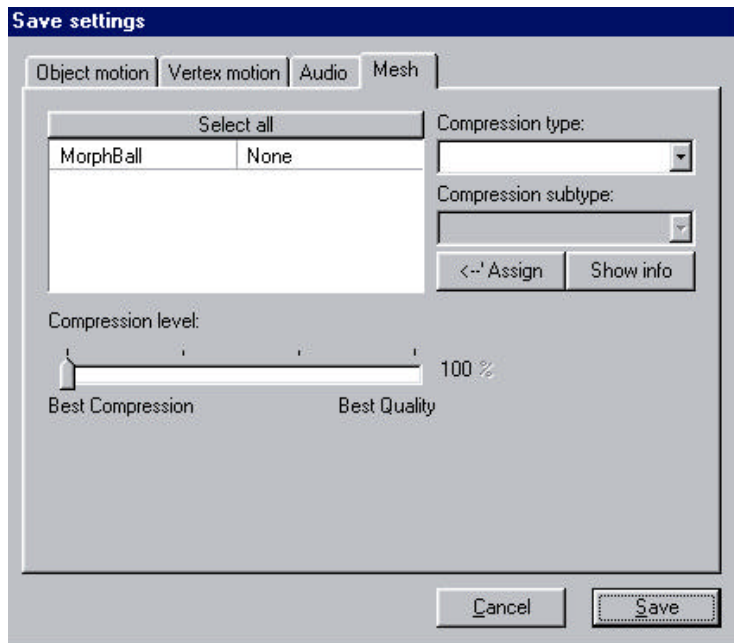 Save settings
Object motion Vertex motion Audio Mesh
Select all
MorphBall None
Compression type:
Compression subtype:
<--' Assign Show info
Compression level:
100 %
Best Compression Best Quality
Cancel Save